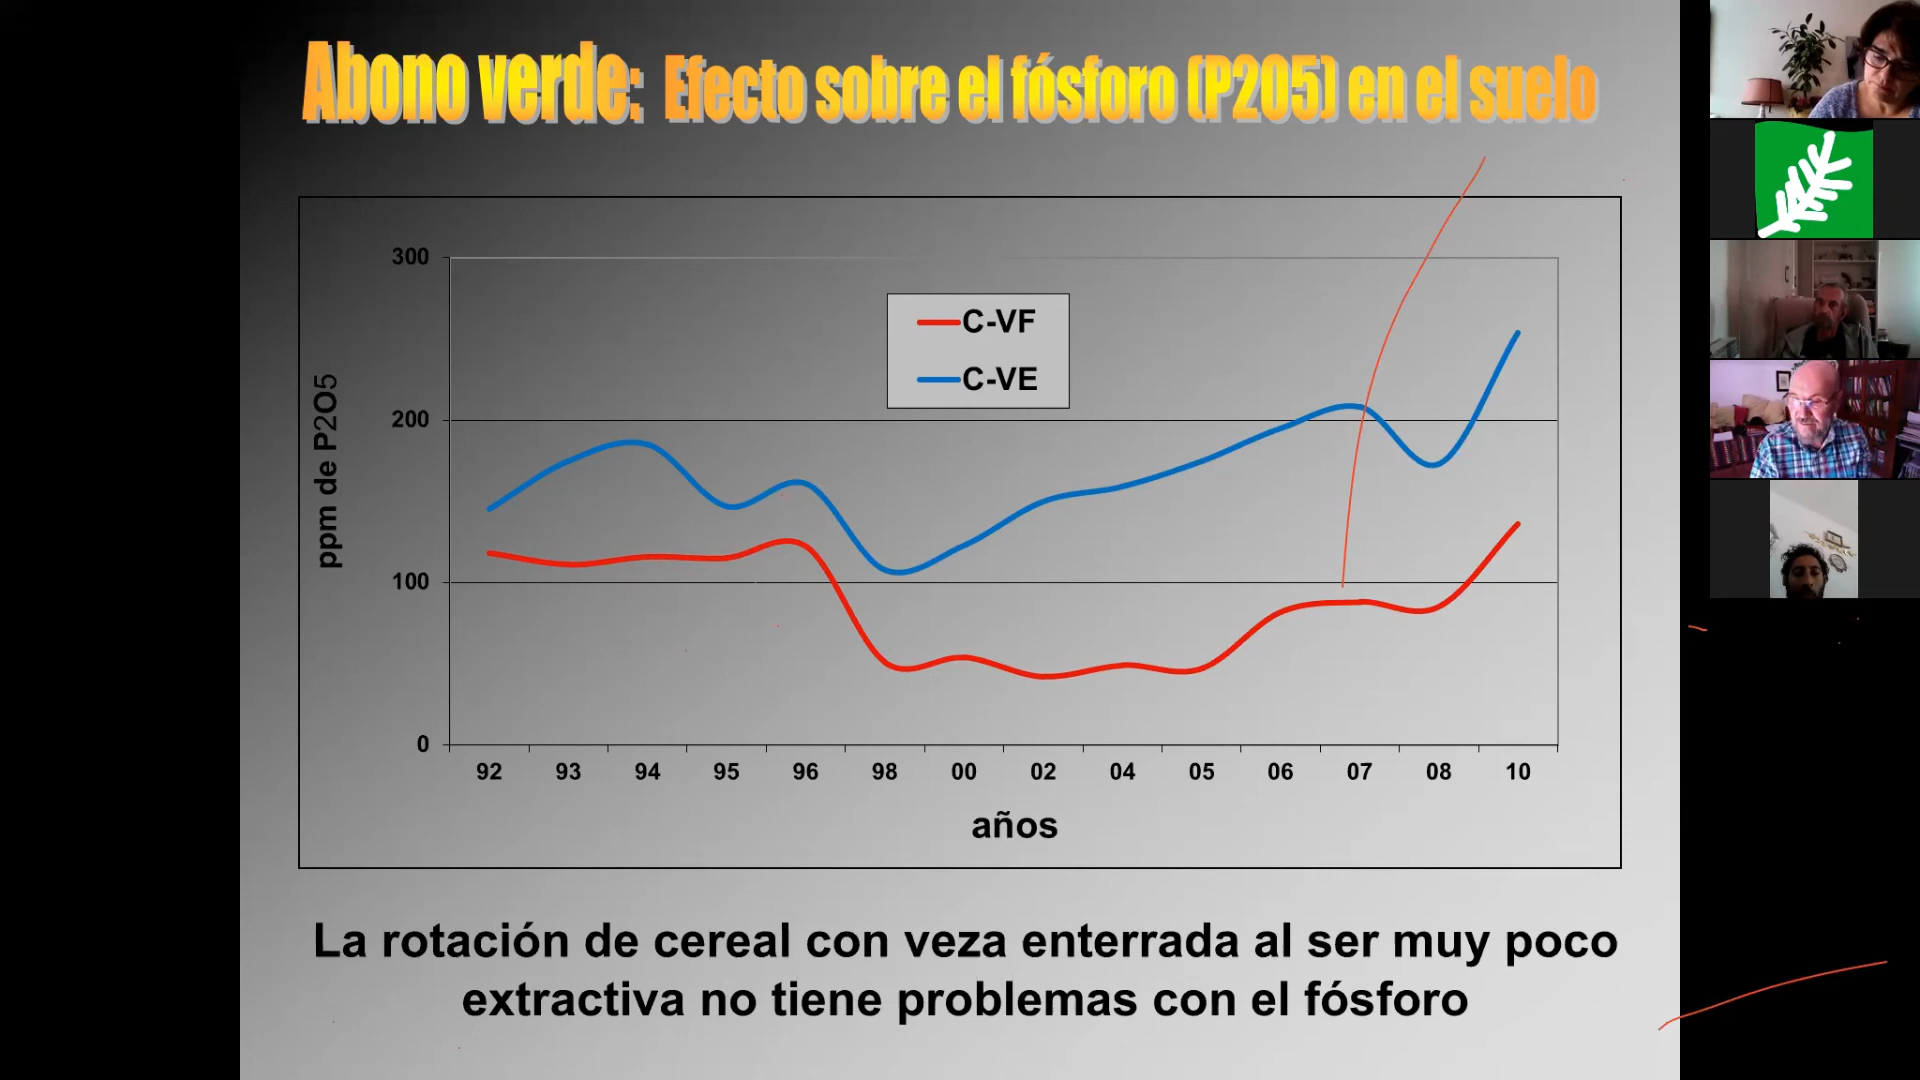 Abono verde: Efecto sobre el fósforo (P2O5) en el suelo
300
200
100
0
ppm de P2O5
C-VF
C-VE
92 93 94 95 96 98 00 02 04 05 06 07 08 10
años
La rotación de cereal con veza enterrada al ser muy poco
extractiva no tiene problemas con el fósforo